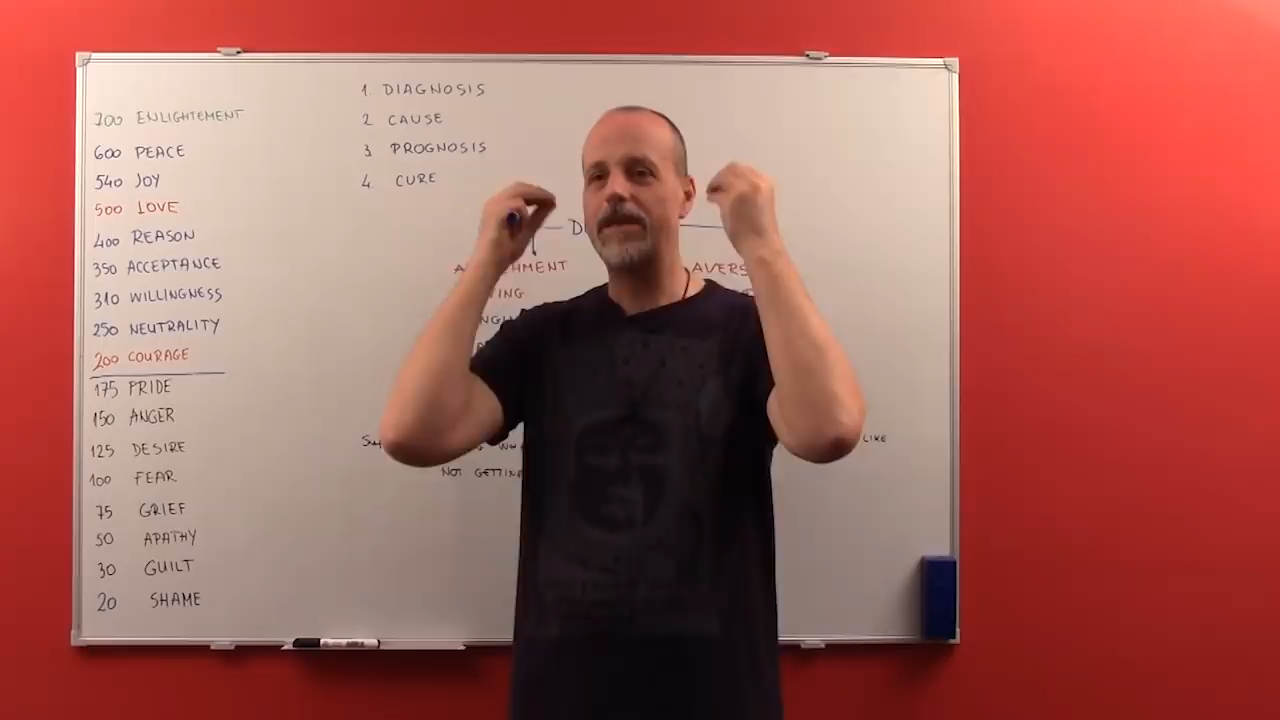 700 ENLIGHTEMENT
600 PEACE
540 JOY
500 LOVE
400 REASON
350 ACCEPTANCE
310 WILLINGNESS
250 NEUTRALITY
200 COURAGE
175 PRIDE
150 ANGER
125 DESIRE
100 FEAR
75 GRIEF
50 APATHY
30 GUILT
20 SHAME
1. DIAGNOSIS
2 CAUSE
3 PROGNOSIS
4. CURE
LIKE
NOT